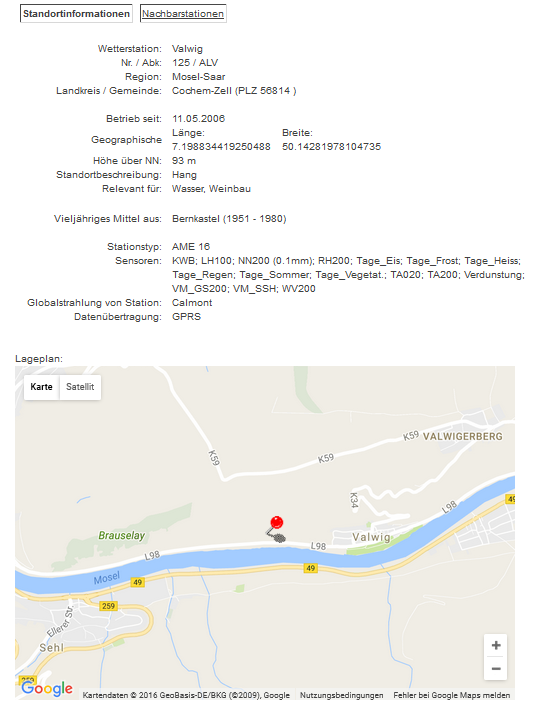 Standortinformationen Nachbarstationen
Wetterstation: Valwig
Nr. / Abk: 125 / ALV
Region: Mosel-Saar
Landkreis / Gemeinde: Cochem-Zell (PLZ 56814 )
Betrieb seit: 11.05.2006
Geographische Länge: Breite:
7.198834419250488 50.14281978104735
Höhe über NN: 93 m
Standortbeschreibung: Hang
Relevant für: Wasser, Weinbau
Vieljähriges Mittel aus: Bernkastel (1951 - 1980)
Stationstyp: AME 16
Sensoren: KWB; LH100; NN200 (0.1mm); RH200; Tage_Eis; Tage_Frost; Tage_Heiss;
Tage_Regen; Tage_Sommer; Tage_Vegetat.; TA020; TA200; Verdunstung;
VM_GS200; VM_SSH; WV200
Globalstrahlung von Station: Calmont
Datenübertragung: GPRS
Lageplan:
Karte Satellit
K59
K59
K59
VALWIGERBERG
K34
L98
49
Brauselay
Valwig
L98
L98
Mosel
49
49
259
Ellerer Str.
Sehl
259
+
−
Google
Kartendaten © 2016 GeoBasis-DE/BKG (©2009), Google Nutzungsbedingungen Fehler bei Google Maps melden